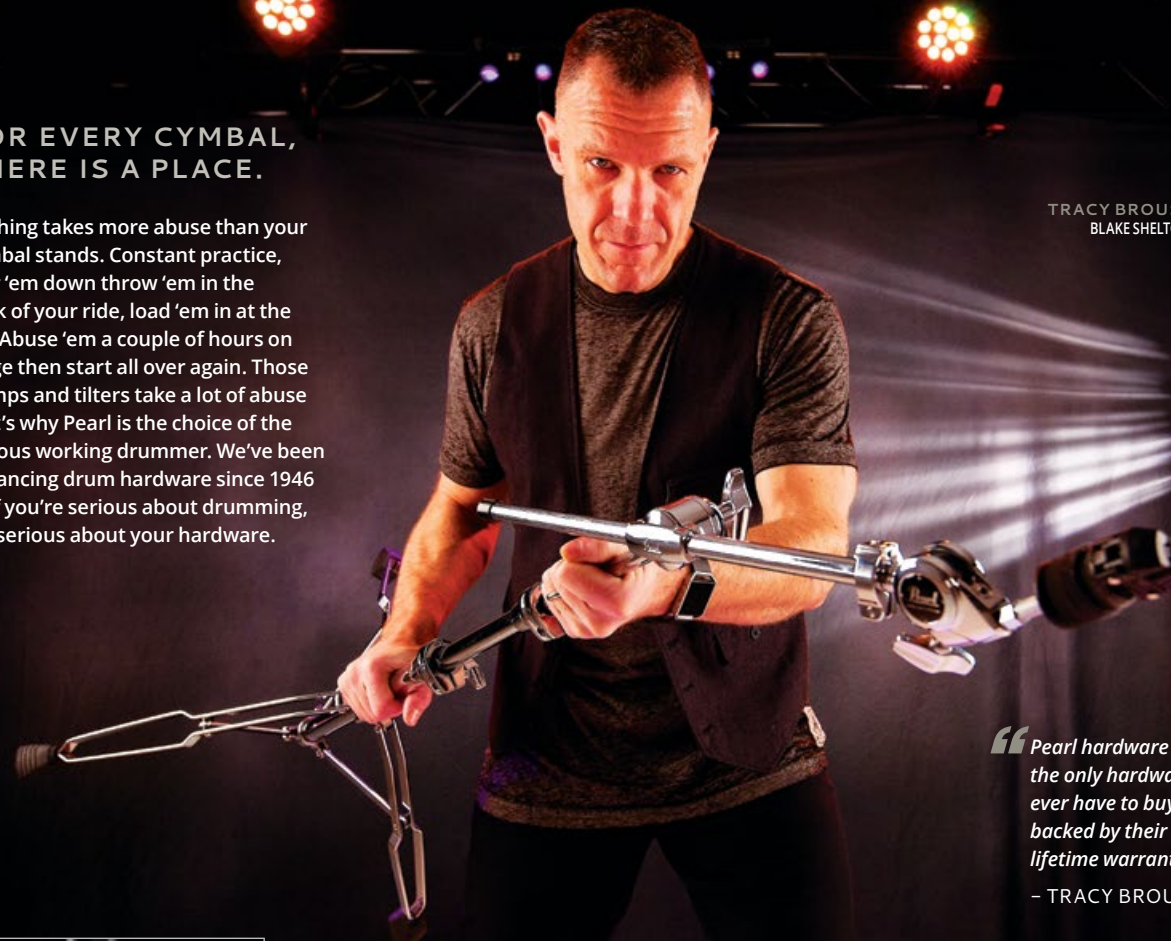 OR EVERY CYMBAL,
HERE IS A PLACE.
thing takes more abuse than your
bal stands. Constant practice,
‘em down throw ‘em in the
k of your ride, load ‘em in at the
Abuse ‘em a couple of hours on
ge then start all over again. Those
mps and tilters take a lot of abuse
t’s why Pearl is the choice of the
ous working drummer. We’ve been
ancing drum hardware since 1946
f you’re serious about drumming,
serious about your hardware.
TRACY BROU
BLAKE SHELT
“ Pearl hardware
the only hardwa
ever have to buy
backed by their
lifetime warran
– TRACY BROU